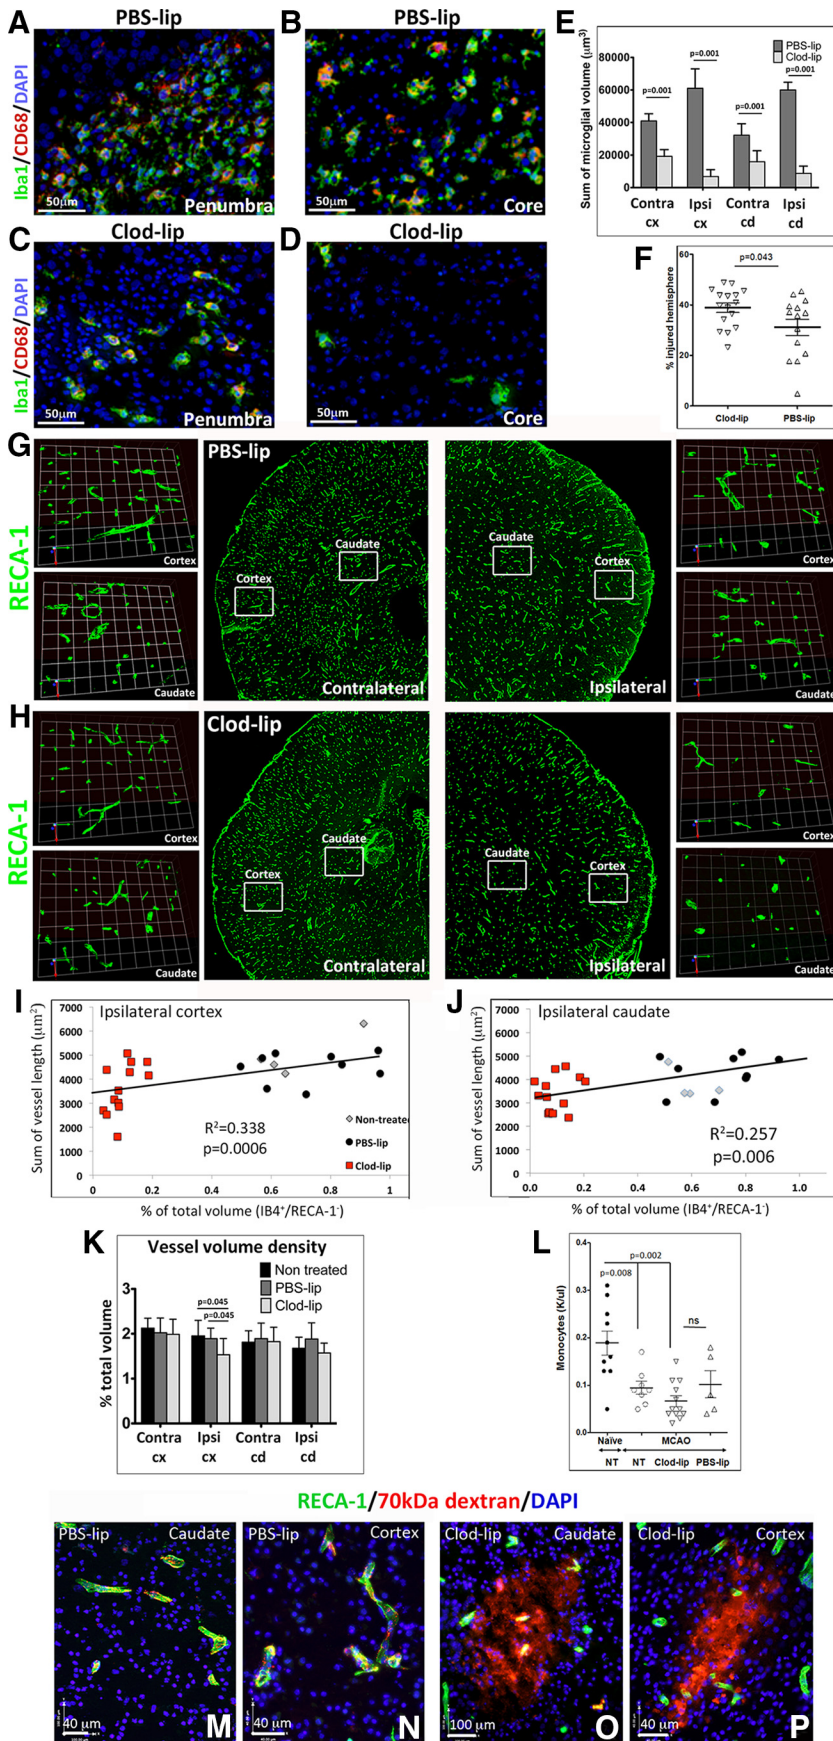 A
PBS-lip
Iba1/CD68/DAPI
50µm
Penumbra
B
PBS-lip
50µm
Core
C
Clod-lip
Iba1/CD68/DAPI
50µm
Penumbra
D
Clod-lip
50µm
Core
E
Sum of microglial volume (µm³)
80000
60000
40000
20000
0
PBS-lip
Clod-lip
p=0.001
p=0.001
p=0.001
p=0.001
Contra cx
Ipsi cx
Contra cd
Ipsi cd
F
% injured hemisphere
60
40
20
0
p=0.043
Clod-lip
PBS-lip
G
RECA-1
Cortex
Caudate
PBS-lip
Caudate
Cortex
Contralateral
Caudate
Cortex
Ipsilateral
Cortex
Caudate
H
RECA-1
Cortex
Caudate
Clod-lip
Caudate
Cortex
Contralateral
Caudate
Cortex
Ipsilateral
Cortex
Caudate
I
Ipsilateral cortex
Sum of vessel length (µm²)
7000
6000
5000
4000
3000
2000
1000
0
R²=0.338
p=0.0006
Non-treated
PBS-lip
Clod-lip
0 0.2 0.4 0.6 0.8 1
% of total volume (IB4⁺/RECA-1⁻)
J
Ipsilateral caudate
Sum of vessel length (µm²)
7000
6000
5000
4000
3000
2000
1000
0
R²=0.257
p=0.006
0.0 0.2 0.4 0.6 0.8 1.0
% of total volume (IB4⁺/RECA-1⁻)
K
Vessel volume density
% total volume
3
2
1
0
Non treated
PBS-lip
Clod-lip
p=0.045
p=0.045
Contra cx
Ipsi cx
Contra cd
Ipsi cd
L
Monocytes (K/ul)
0.4
0.3
0.2
0.1
0.0
p=0.002
p=0.008
ns
Naïve
MCAO
NT
NT
Clod-lip
PBS-lip
RECA-1/70kDa dextran/DAPI
PBS-lip
Caudate
40 µm
M
PBS-lip
Cortex
40 µm
N
Clod-lip
Caudate
100 µm
O
Clod-lip
Cortex
40 µm
P